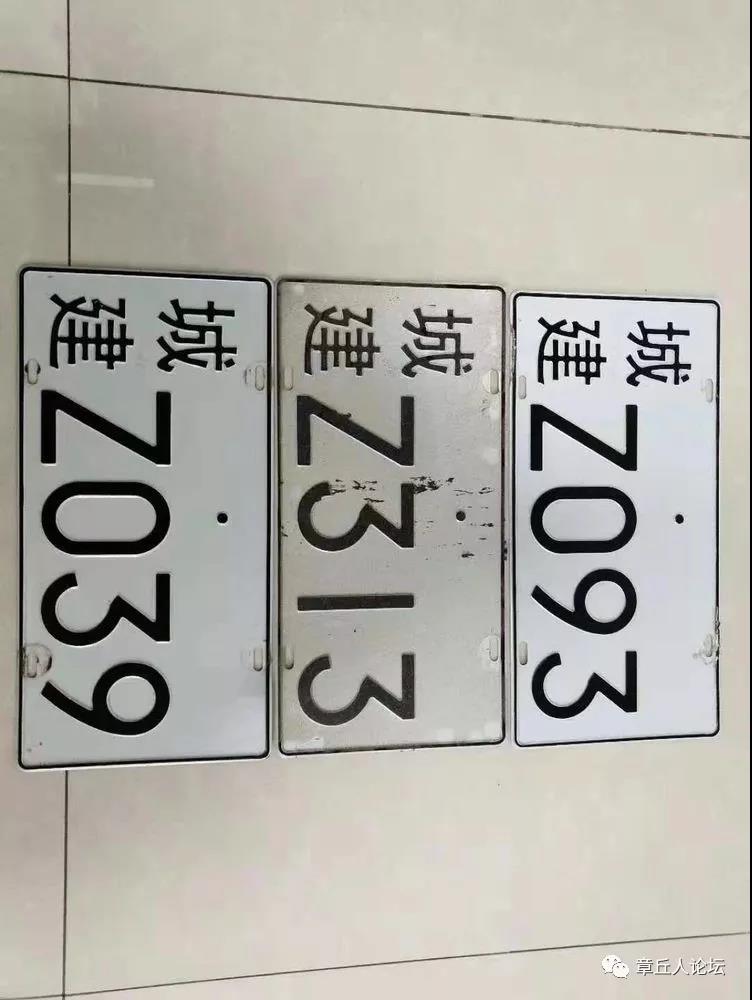 城
建 Z093
城
建 Z313
城
建 Z039
章丘人论坛